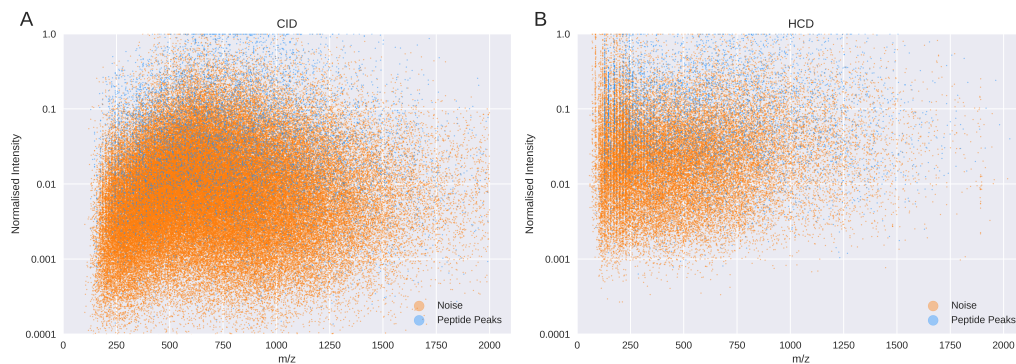 A
CID
Normalised Intensity
1.0
0.1
0.01
0.001
0.0001
0 250 500 750 1000 1250 1500 1750 2000
m/z
Noise
Peptide Peaks
B
HCD
Normalised Intensity
1.0
0.1
0.01
0.001
0.0001
0 250 500 750 1000 1250 1500 1750 2000
m/z
Noise
Peptide Peaks